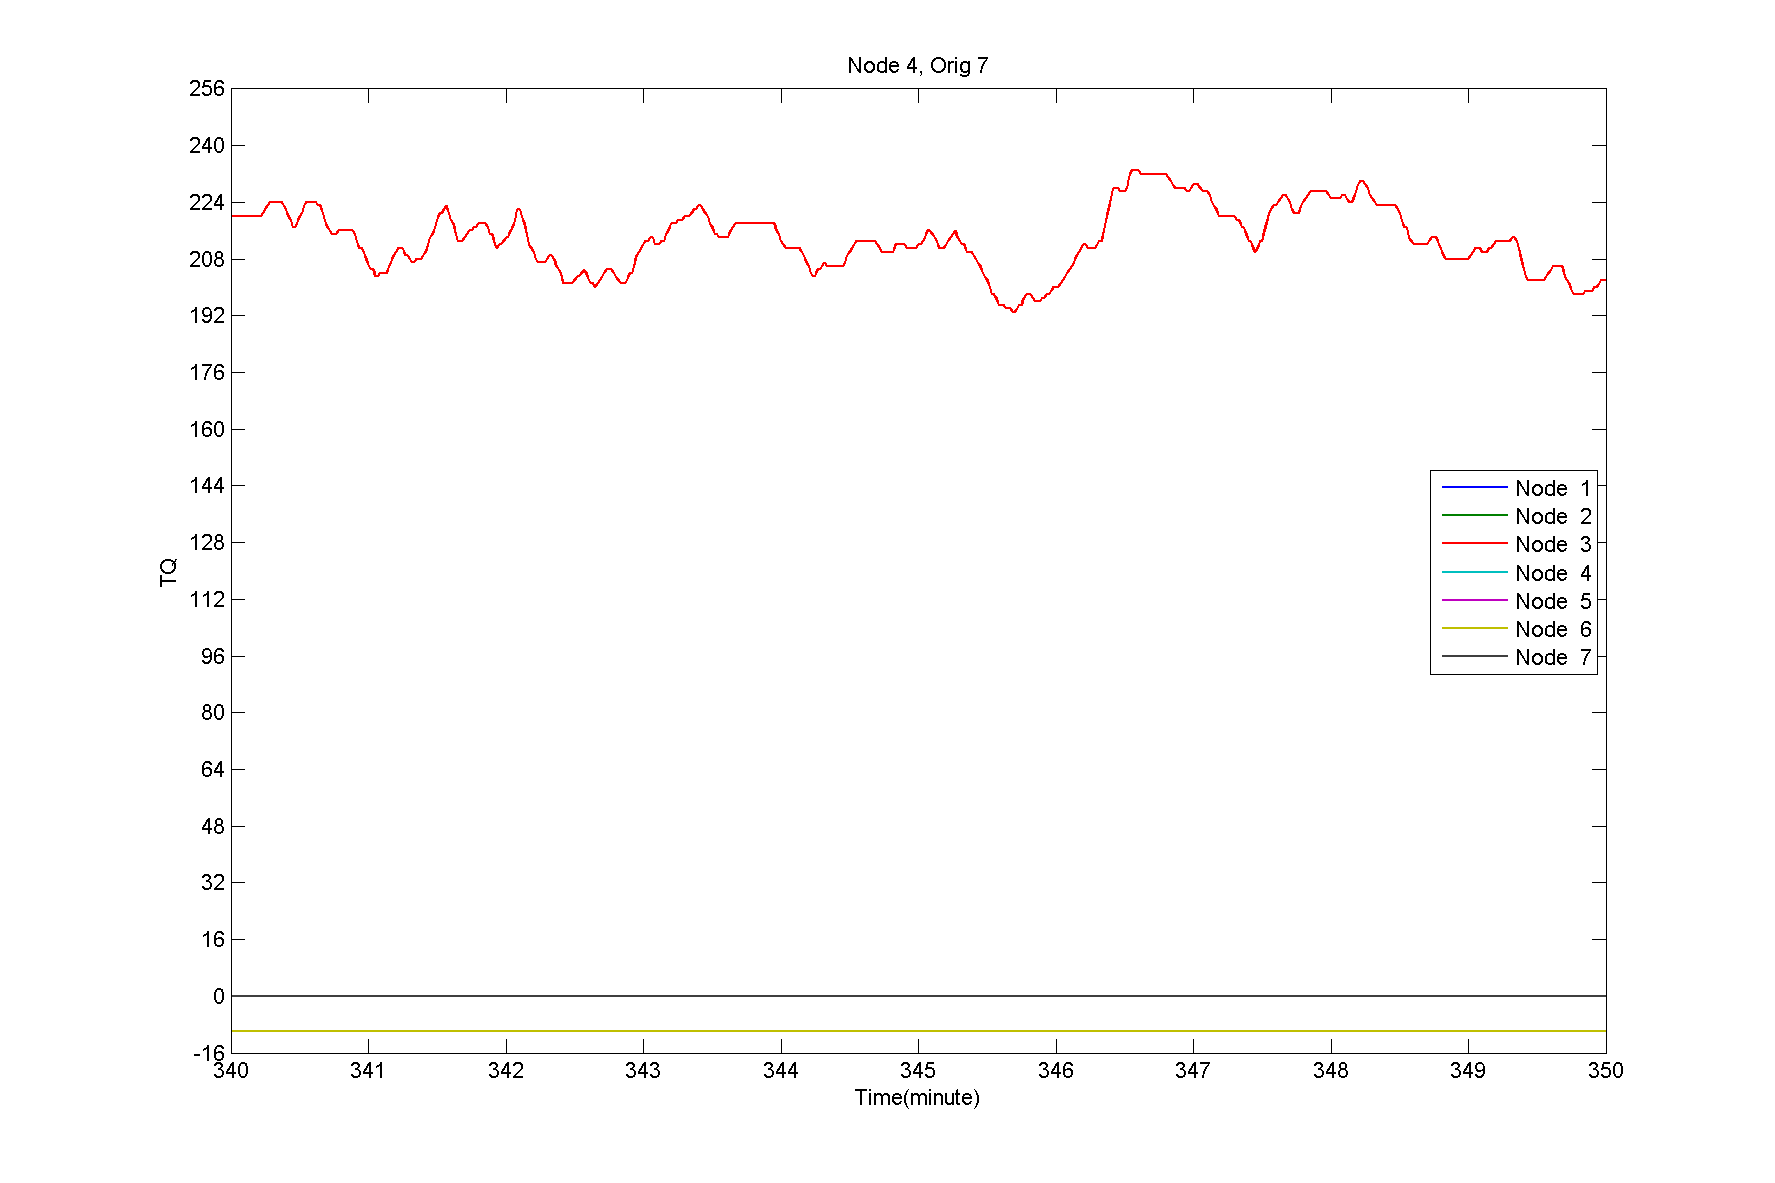 Node 4, Orig 7
256
240
224
208
192
176
160
144
128
112
96
80
64
48
32
16
0
-16
TQ
Node 1
Node 2
Node 3
Node 4
Node 5
Node 6
Node 7
340 341 342 343 344 345 346 347 348 349 350
Time(minute)